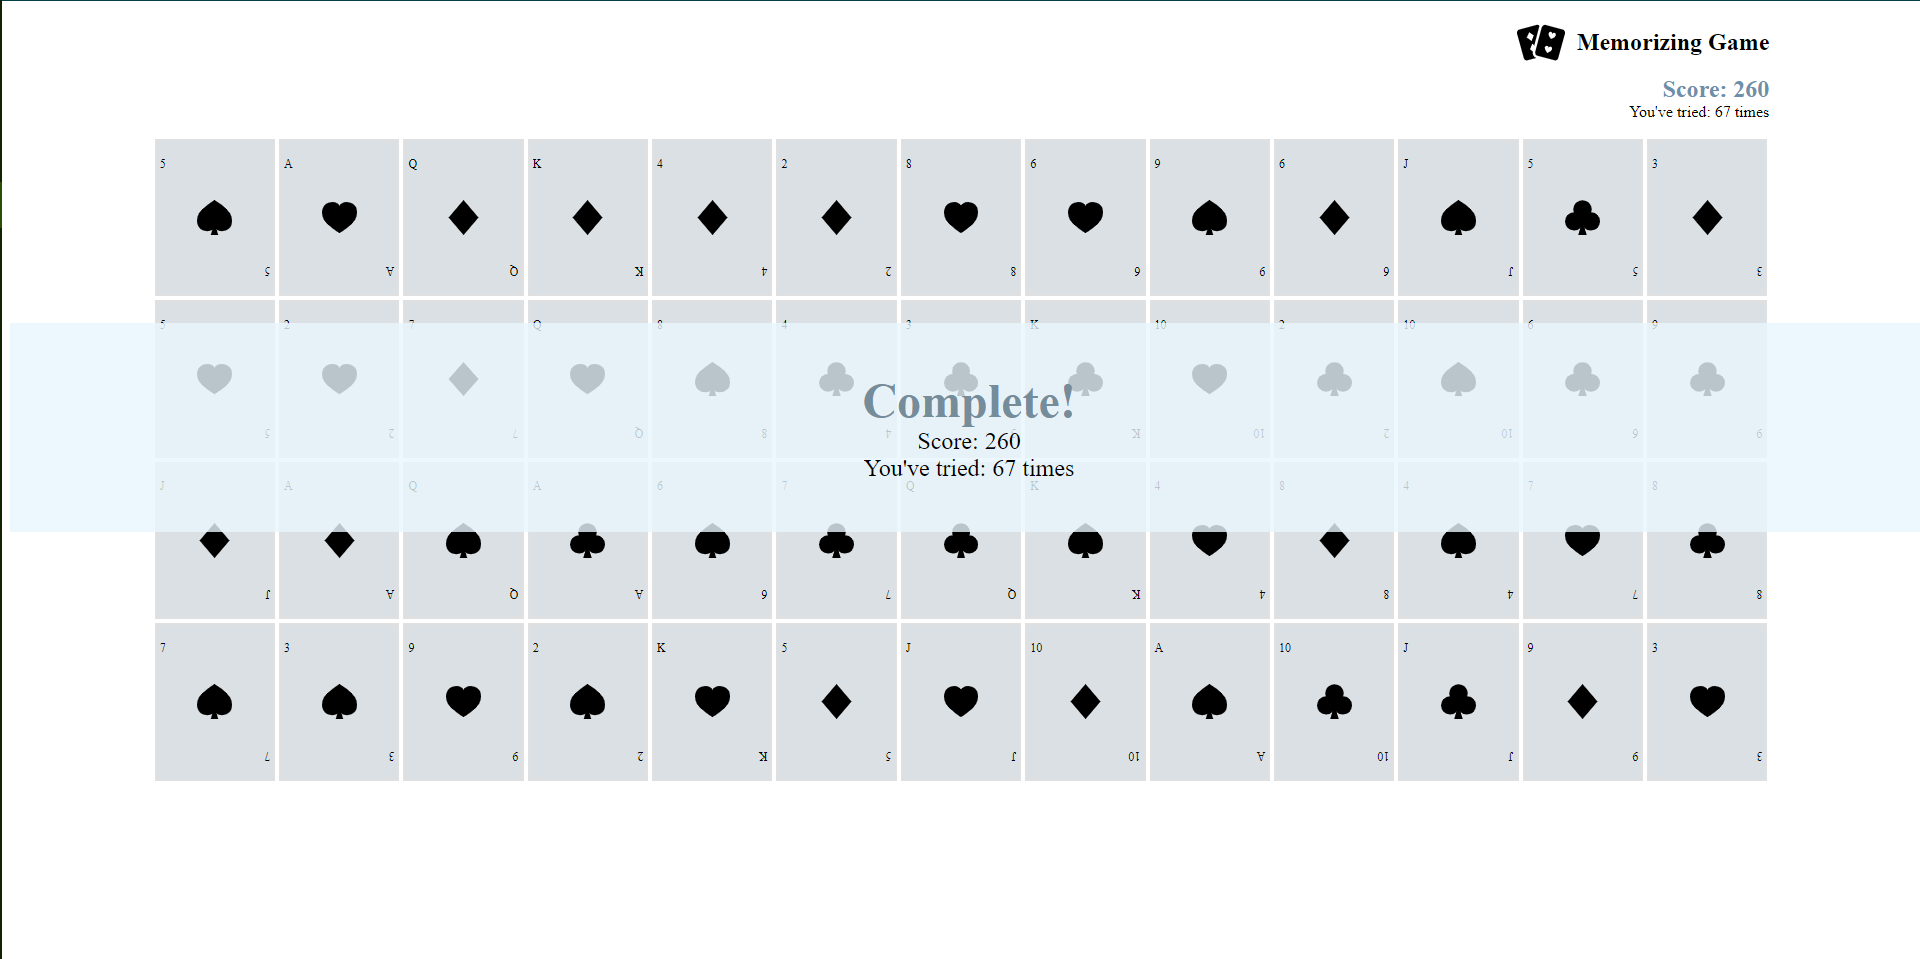 Memorizing Game
Score: 260
You've tried: 67 times
5 A Q K 4 2 8 6 9 6 J 5 3
5 A Q K 4 2 8 6 9 6 J 5 3
5 2 7 Q 8 4 3 K 10 2 10 6 9
Complete!
5 2 7 Q 8 4 3 K 10 2 10 6 9
Score: 260
You've tried: 67 times
J A Q A 6 7 Q K 4 8 4 7 8
J A Q A 6 7 Q K 4 8 4 7 8
7 3 9 2 K 5 J 10 A 10 J 9 3
7 3 9 2 K 5 J 10 A 10 J 9 3